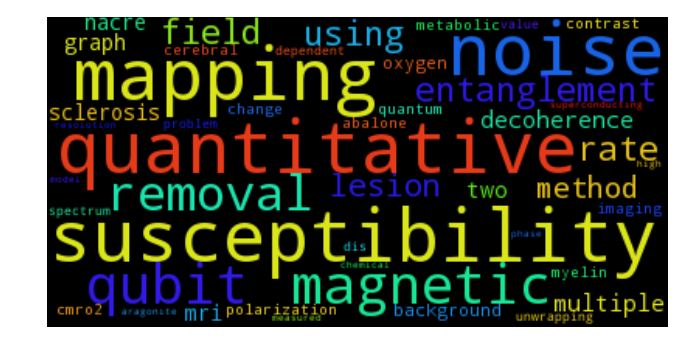 nacre field using metabolic value contrast
graph cerebral dependent oxygen noise
mapping entanglement
sclerosis change quantum superconducting
resolution problem abalone decoherence
quantitative rate
model high
removal lesion two method
spectrum imaging
susceptibility phase
dis
chemical
qubit magnetic myelin
cmro2 aragonite mri polarization background multiple
measured unwrapping